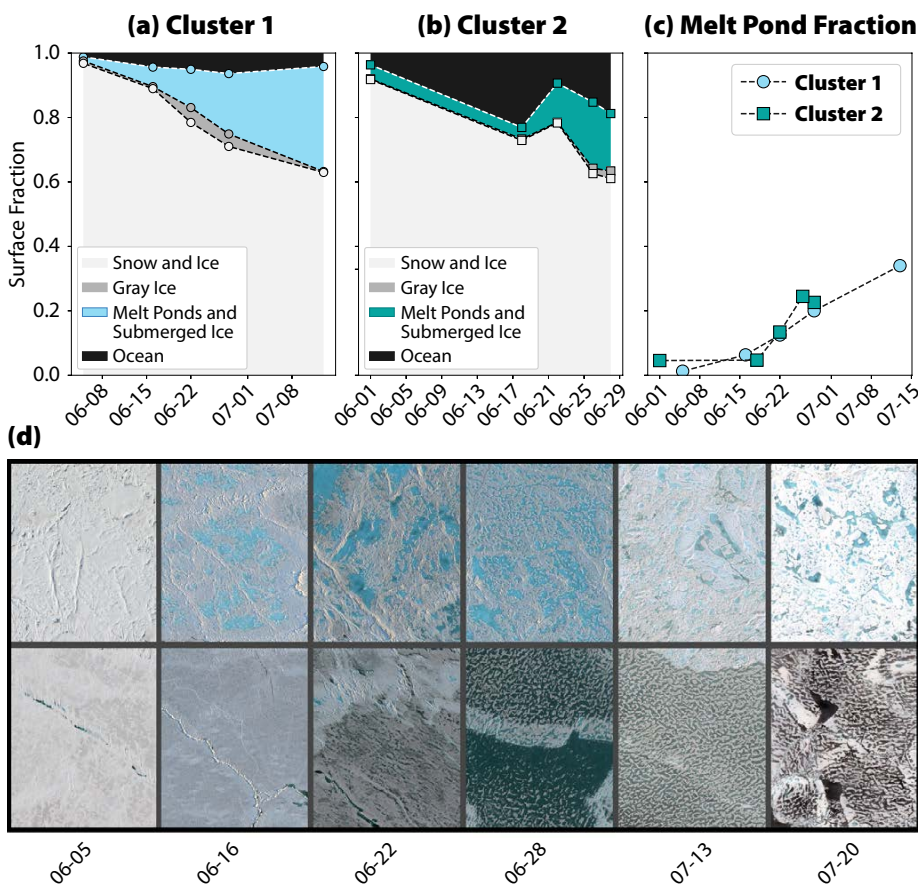 (a) Cluster 1
(b) Cluster 2
(c) Melt Pond Fraction
Surface Fraction
1.0
0.8
0.6
0.4
0.2
0.0
Snow and Ice
Gray Ice
Melt Ponds and
Submerged Ice
Ocean
06-08
06-15
06-22
07-01
07-08
Snow and Ice
Gray Ice
Melt Ponds and
Submerged Ice
Ocean
06-01
06-05
06-09
06-13
06-17
06-21
06-25
06-29
Cluster 1
Cluster 2
06-01
06-08
06-15
06-22
07-01
07-08
07-15
(d)
06-05
06-16
06-22
06-28
07-13
07-20